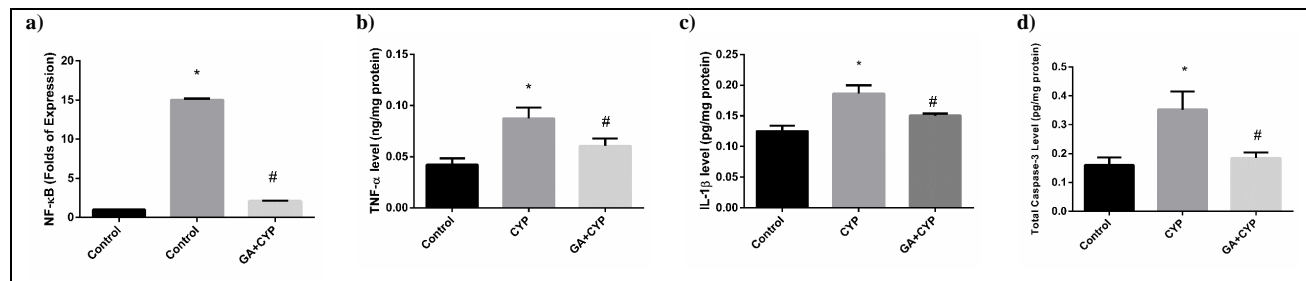 a)
NF-κB (Folds of Expression)
20
15
10
5
0
*
#
Control
Control
GA+CYP
b)
TNF-α level (ng/mg protein)
0.15
0.10
0.05
0.00
*
#
Control
CYP
GA+CYP
c)
IL-1β level (pg/mg protein)
0.25
0.20
0.15
0.10
0.05
0.00
*
#
Control
CYP
GA+CYP
d)
Total Caspase-3 Level (pg/mg protein)
0.5
0.4
0.3
0.2
0.1
0.0
*
#
Control
CYP
GA+CYP